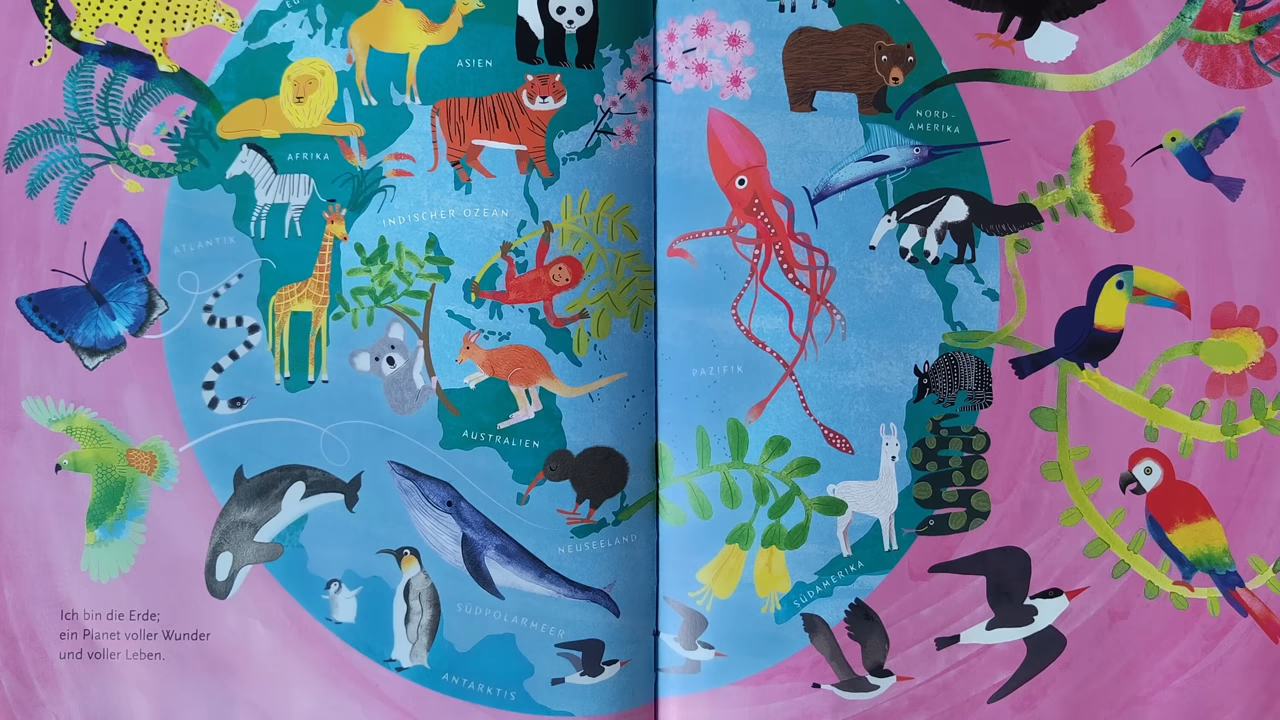 EU
ASIEN
NORD-
AMERIKA
AFRIKA
INDISCHER OZEAN
ATLANTIK
PAZIFIK
AUSTRALIEN
NEUSEELAND
SÜDAMERIKA
SÜDPOLARMEER
ANTARKTIS
Ich bin die Erde;
ein Planet voller Wunder
und voller Leben.